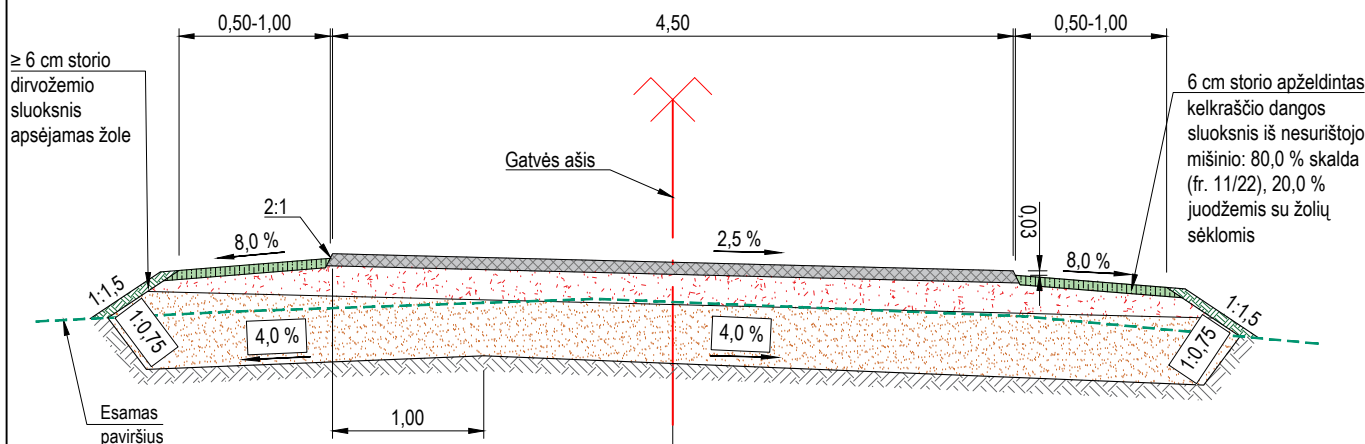 0,50-1,00
4,50
0,50-1,00
≥ 6 cm storio
dirvožemio
sluoksnis
apsėjamas žole
6 cm storio apželdintas
kelkraščio dangos
sluoksnis iš nesurištojo
mišinio: 80,0 % skalda
(fr. 11/22), 20,0 %
juodžemis su žolių
sėklomis
Gatvės ašis
2:1
0,03
8,0 %
2,5 %
8,0 %
1:1,5
1:1,5
1:0,75
4,0 %
4,0 %
1:0,75
Esamas
paviršius
1,00